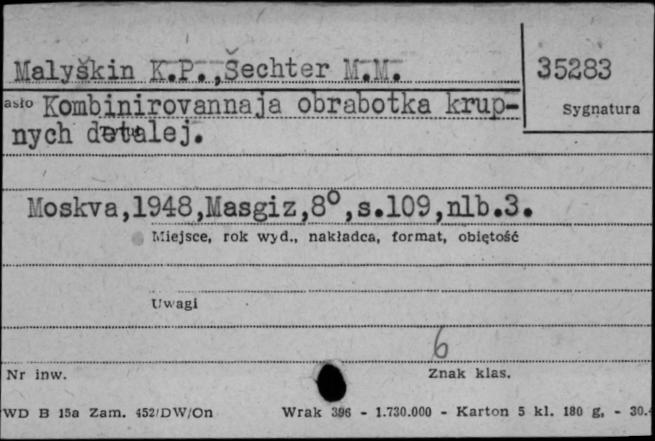 Malyškin K.P.,Šechter M.M.
35283
Sygnatura
asło Kombinirovannaja obrabotka krup-
nych detalej.
Moskva,1948,Masgiz,8°,s.109,nlb.3.
Miejsce, rok wyd., nakładca, format, obiętość
Uwagi
6
Nr inw.
Znak klas.
WD B 15a Zam. 452/DW/On
Wrak 396 - 1.730.000 - Karton 5 kl. 180 g, - 30.